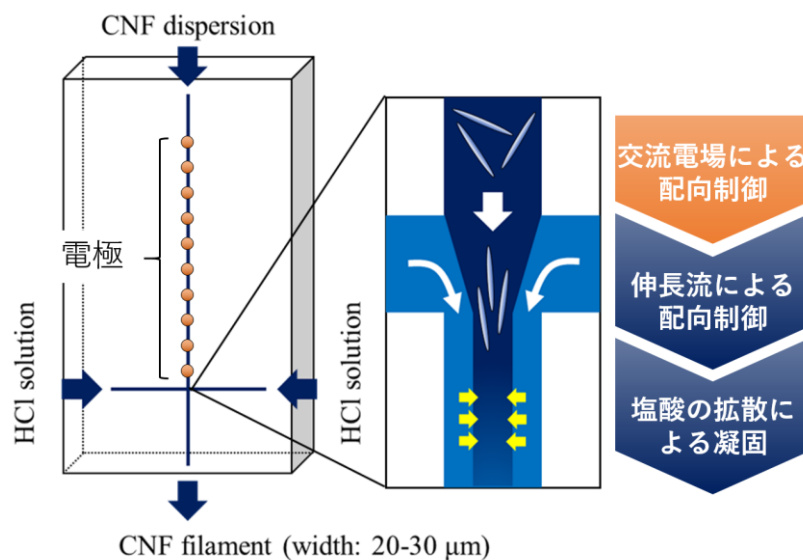 CNF dispersion
電極
HCl solution
HCl solution
CNF filament (width: 20-30 μm)
交流電場による
配向制御
伸長流による
配向制御
塩酸の拡散に
よる凝固